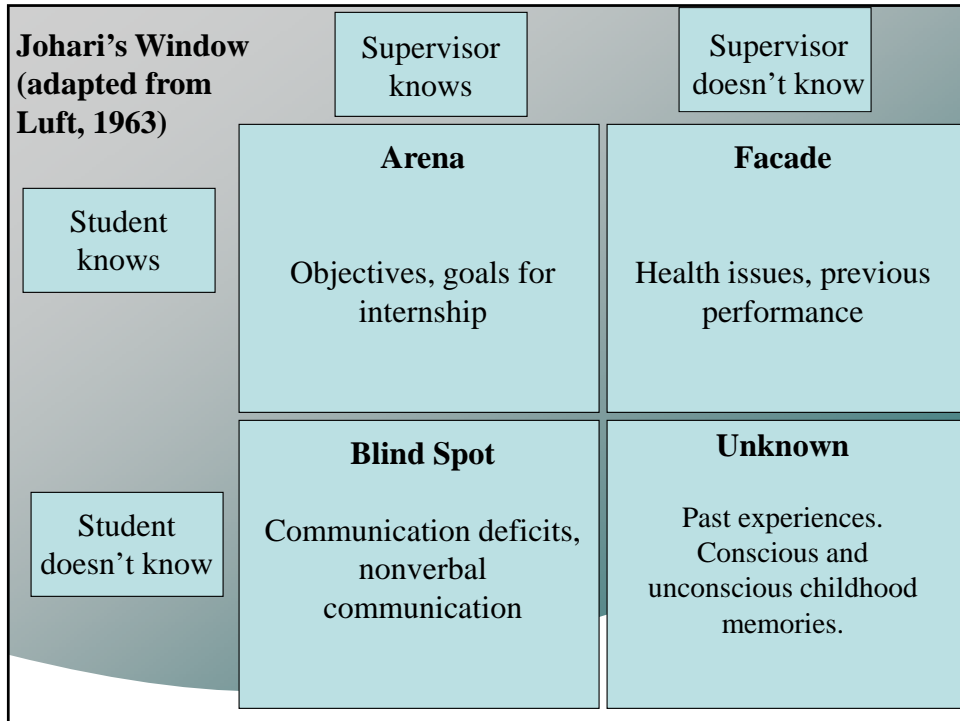 Johari’s Window
(adapted from
Luft, 1963)
Supervisor
knows
Supervisor
doesn’t know
Student
knows
Arena
Objectives, goals for
internship
Facade
Health issues, previous
performance
Student
doesn’t know
Blind Spot
Communication deficits,
nonverbal
communication
Unknown
Past experiences.
Conscious and
unconscious childhood
memories.